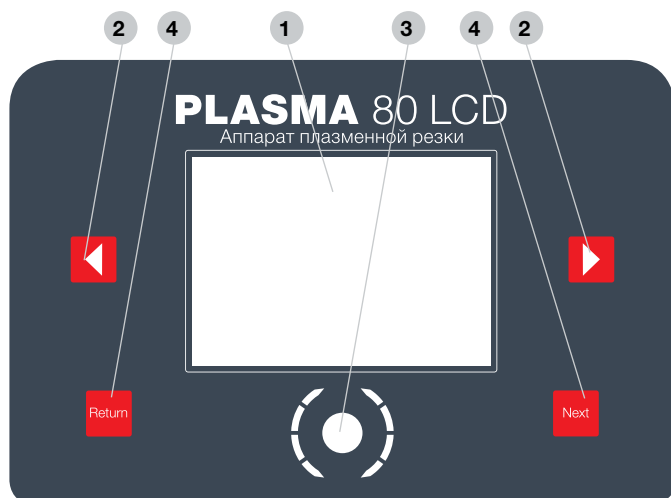 2 4 1 3 4 2
PLASMA 80 LCD
Аппарат плазменной резки
Return
Next